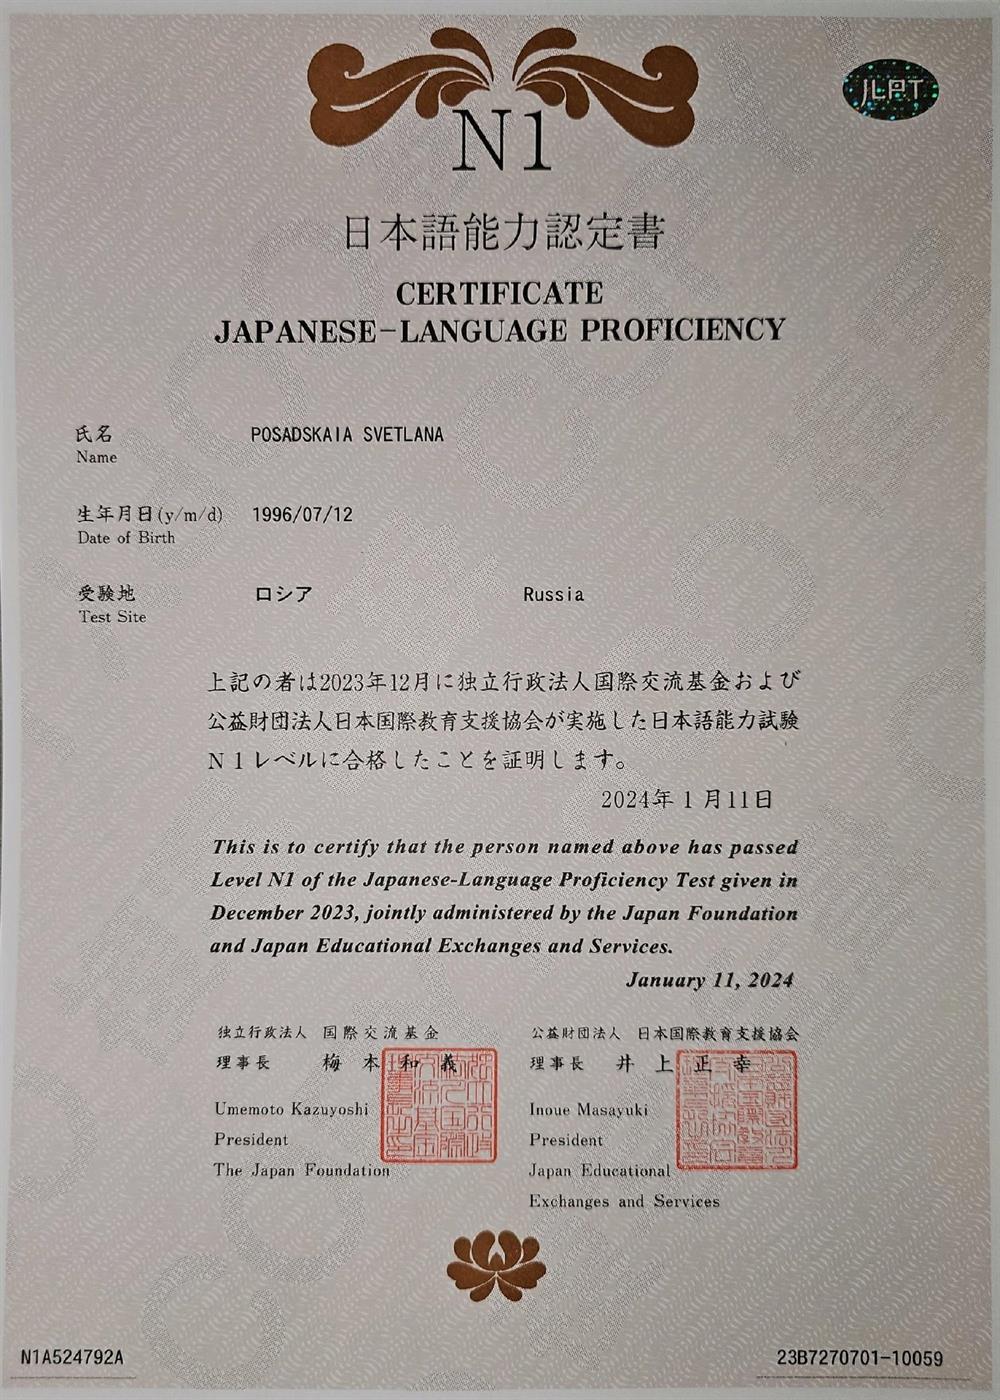 JLPT
N1
日本語能力認定書
CERTIFICATE
JAPANESE-LANGUAGE PROFICIENCY
氏名 POSADSKAIA SVETLANA
Name
生年月日(y/m/d) 1996/07/12
Date of Birth
受験地 ロシア Russia
Test Site
上記の者は2023年12月に独立行政法人国際交流基金および
公益財団法人日本国際教育支援協会が実施した日本語能力試験
N1レベルに合格したことを証明します。
2024年1月11日
This is to certify that the person named above has passed
Level N1 of the Japanese-Language Proficiency Test given in
December 2023, jointly administered by the Japan Foundation
and Japan Educational Exchanges and Services.
January 11, 2024
独立行政法人 国際交流基金
理事長 梅本和義
Umemoto Kazuyoshi
President
The Japan Foundation
公益財団法人 日本国際教育支援協会
理事長 井上正幸
Inoue Masayuki
President
Japan Educational
Exchanges and Services
N1A524792A
23B7270701-10059